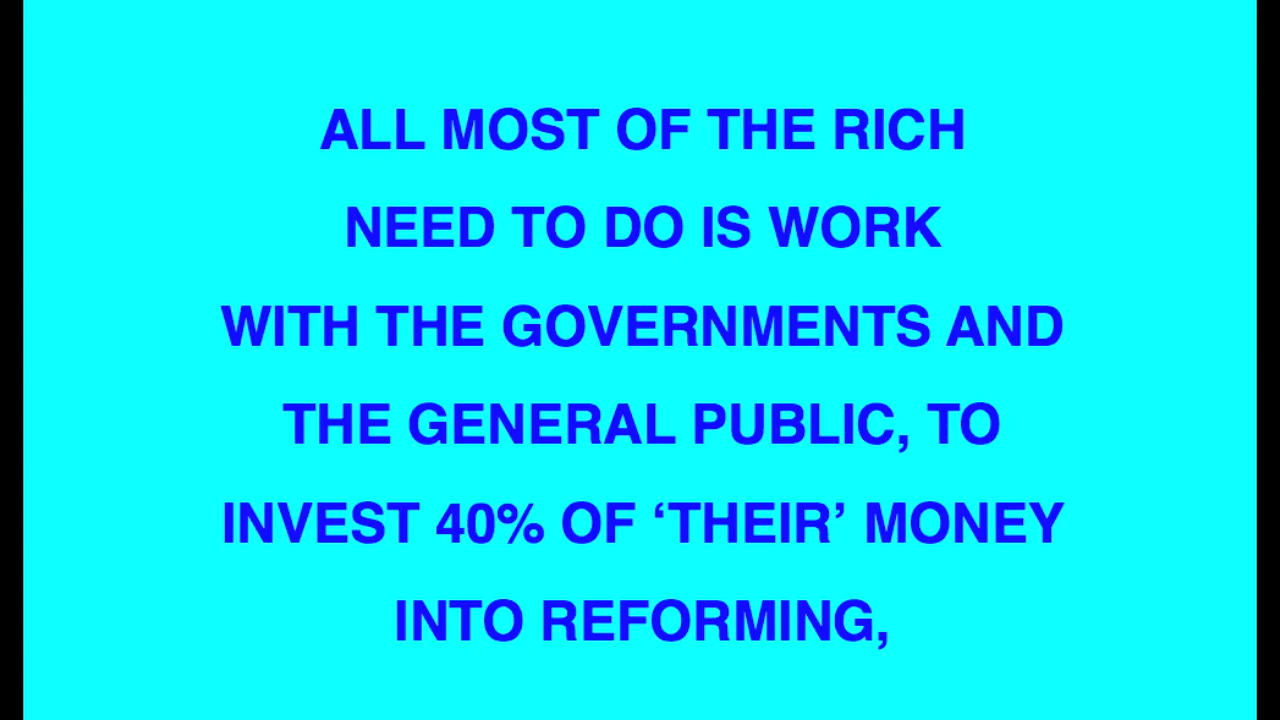 ALL MOST OF THE RICH
NEED TO DO IS WORK
WITH THE GOVERNMENTS AND
THE GENERAL PUBLIC, TO
INVEST 40% OF ‘THEIR’ MONEY
INTO REFORMING,